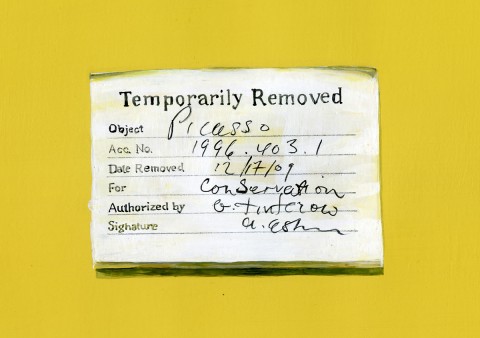 Temporarily Removed
Object Picasso
Acc. No. 1996.403.1
Date Removed 12/17/09
For Conservation
Authorized by G. Tinterow
Signature